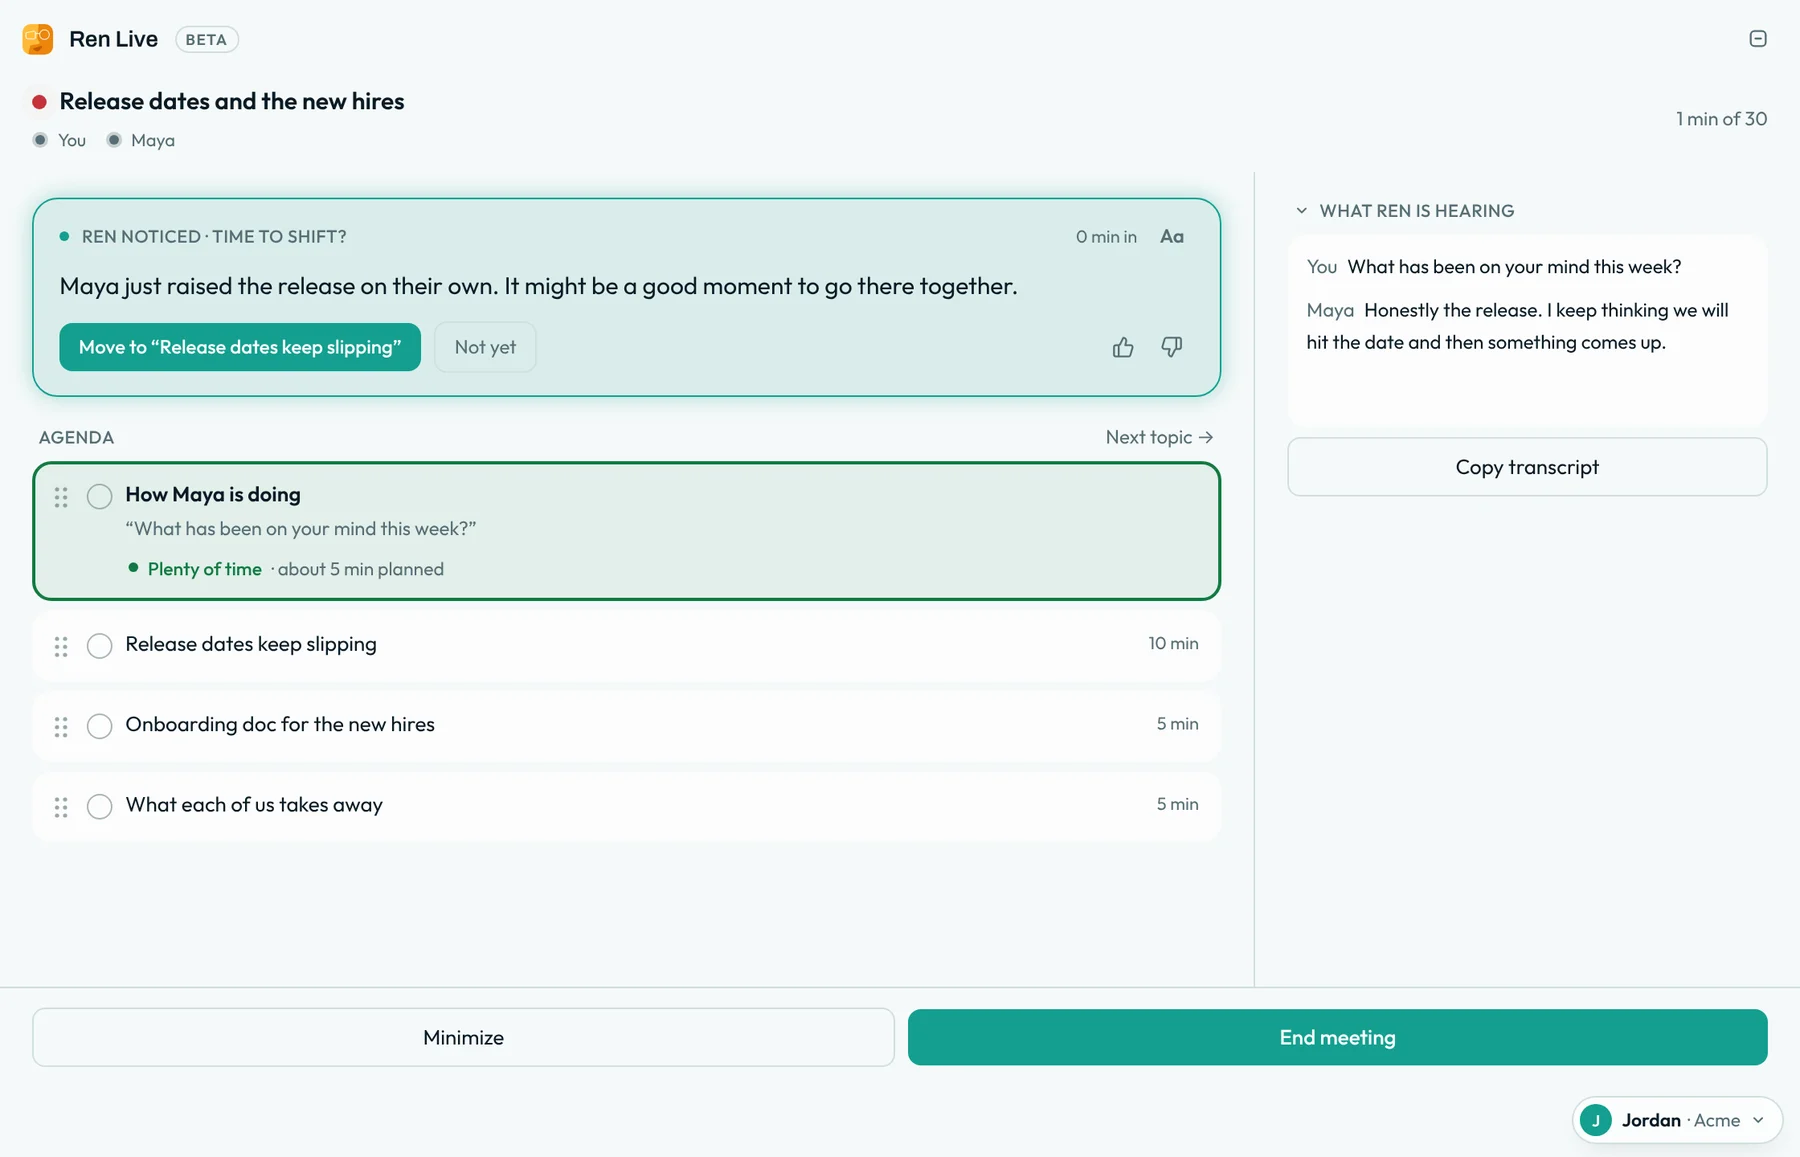 Ren Live BETA
Release dates and the new hires
You Maya
1 min of 30
REN NOTICED · TIME TO SHIFT?
0 min in Aa
Maya just raised the release on their own. It might be a good moment to go there together.
Move to “Release dates keep slipping”
Not yet
AGENDA
Next topic →
How Maya is doing
“What has been on your mind this week?”
Plenty of time · about 5 min planned
Release dates keep slipping 10 min
Onboarding doc for the new hires 5 min
What each of us takes away 5 min
WHAT REN IS HEARING
You What has been on your mind this week?
Maya Honestly the release. I keep thinking we will
hit the date and then something comes up.
Copy transcript
Minimize
End meeting
J Jordan · Acme